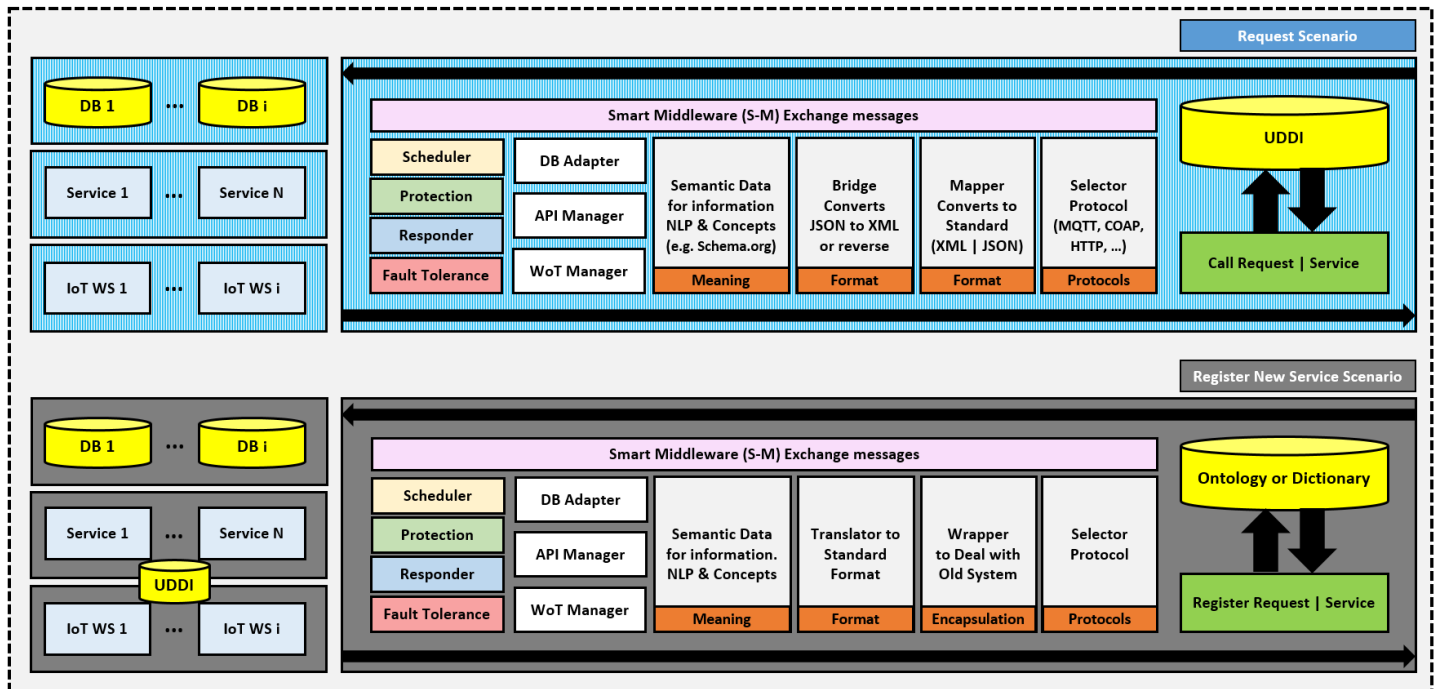 Request Scenario
DB 1
...
DB i
Service 1
...
Service N
IoT WS 1
...
IoT WS i
Smart Middleware (S-M) Exchange messages
Scheduler
Protection
Responder
Fault Tolerance
DB Adapter
API Manager
WoT Manager
Semantic Data
for information
NLP & Concepts
(e.g. Schema.org)
Meaning
Bridge
Converts
JSON to XML
or reverse
Format
Mapper
Converts to
Standard
(XML | JSON)
Format
Selector
Protocol
(MQTT, COAP,
HTTP, ...)
Protocols
UDDI
Call Request | Service
Register New Service Scenario
DB 1
...
DB i
Service 1
...
Service N
UDDI
IoT WS 1
...
IoT WS i
Smart Middleware (S-M) Exchange messages
Scheduler
Protection
Responder
Fault Tolerance
DB Adapter
API Manager
WoT Manager
Semantic Data
for information.
NLP & Concepts
Meaning
Translator to
Standard
Format
Format
Wrapper
to Deal with
Old System
Encapsulation
Selector
Protocol
Protocols
Ontology or Dictionary
Register Request | Service